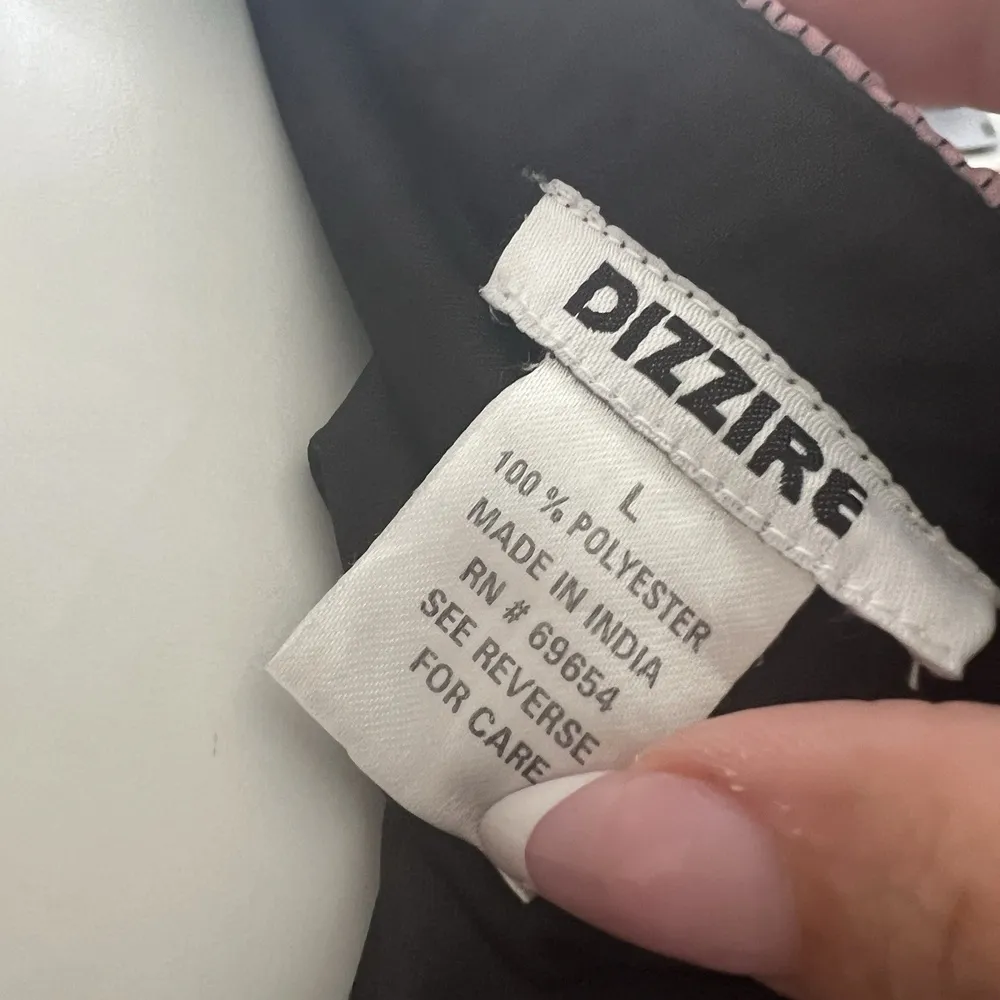 DIZZIRE
L
100% POLYESTER
MADE IN INDIA
RN # 69654
SEE REVERSE
FOR CARE